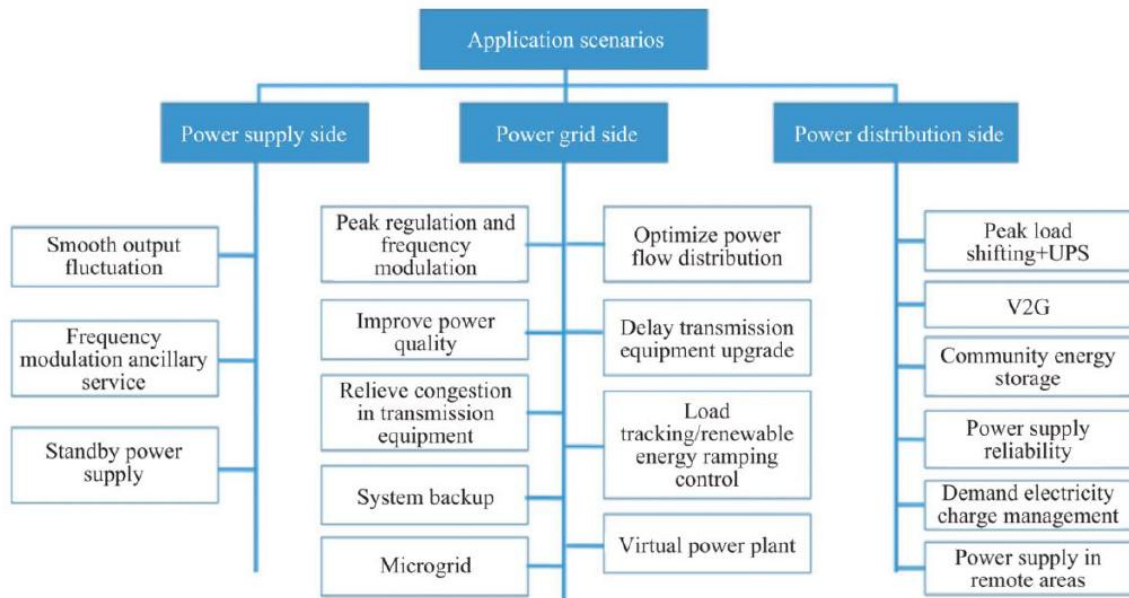 Application scenarios
Power supply side
Power grid side
Power distribution side
Smooth output
fluctuation
Frequency
modulation ancillary
service
Standby power
supply
Peak regulation and
frequency
modulation
Improve power
quality
Relieve congestion
in transmission
equipment
System backup
Microgrid
Optimize power
flow distribution
Delay transmission
equipment upgrade
Load
tracking/renewable
energy ramping
control
Virtual power plant
Peak load
shifting+UPS
V2G
Community energy
storage
Power supply
reliability
Demand electricity
charge management
Power supply in
remote areas